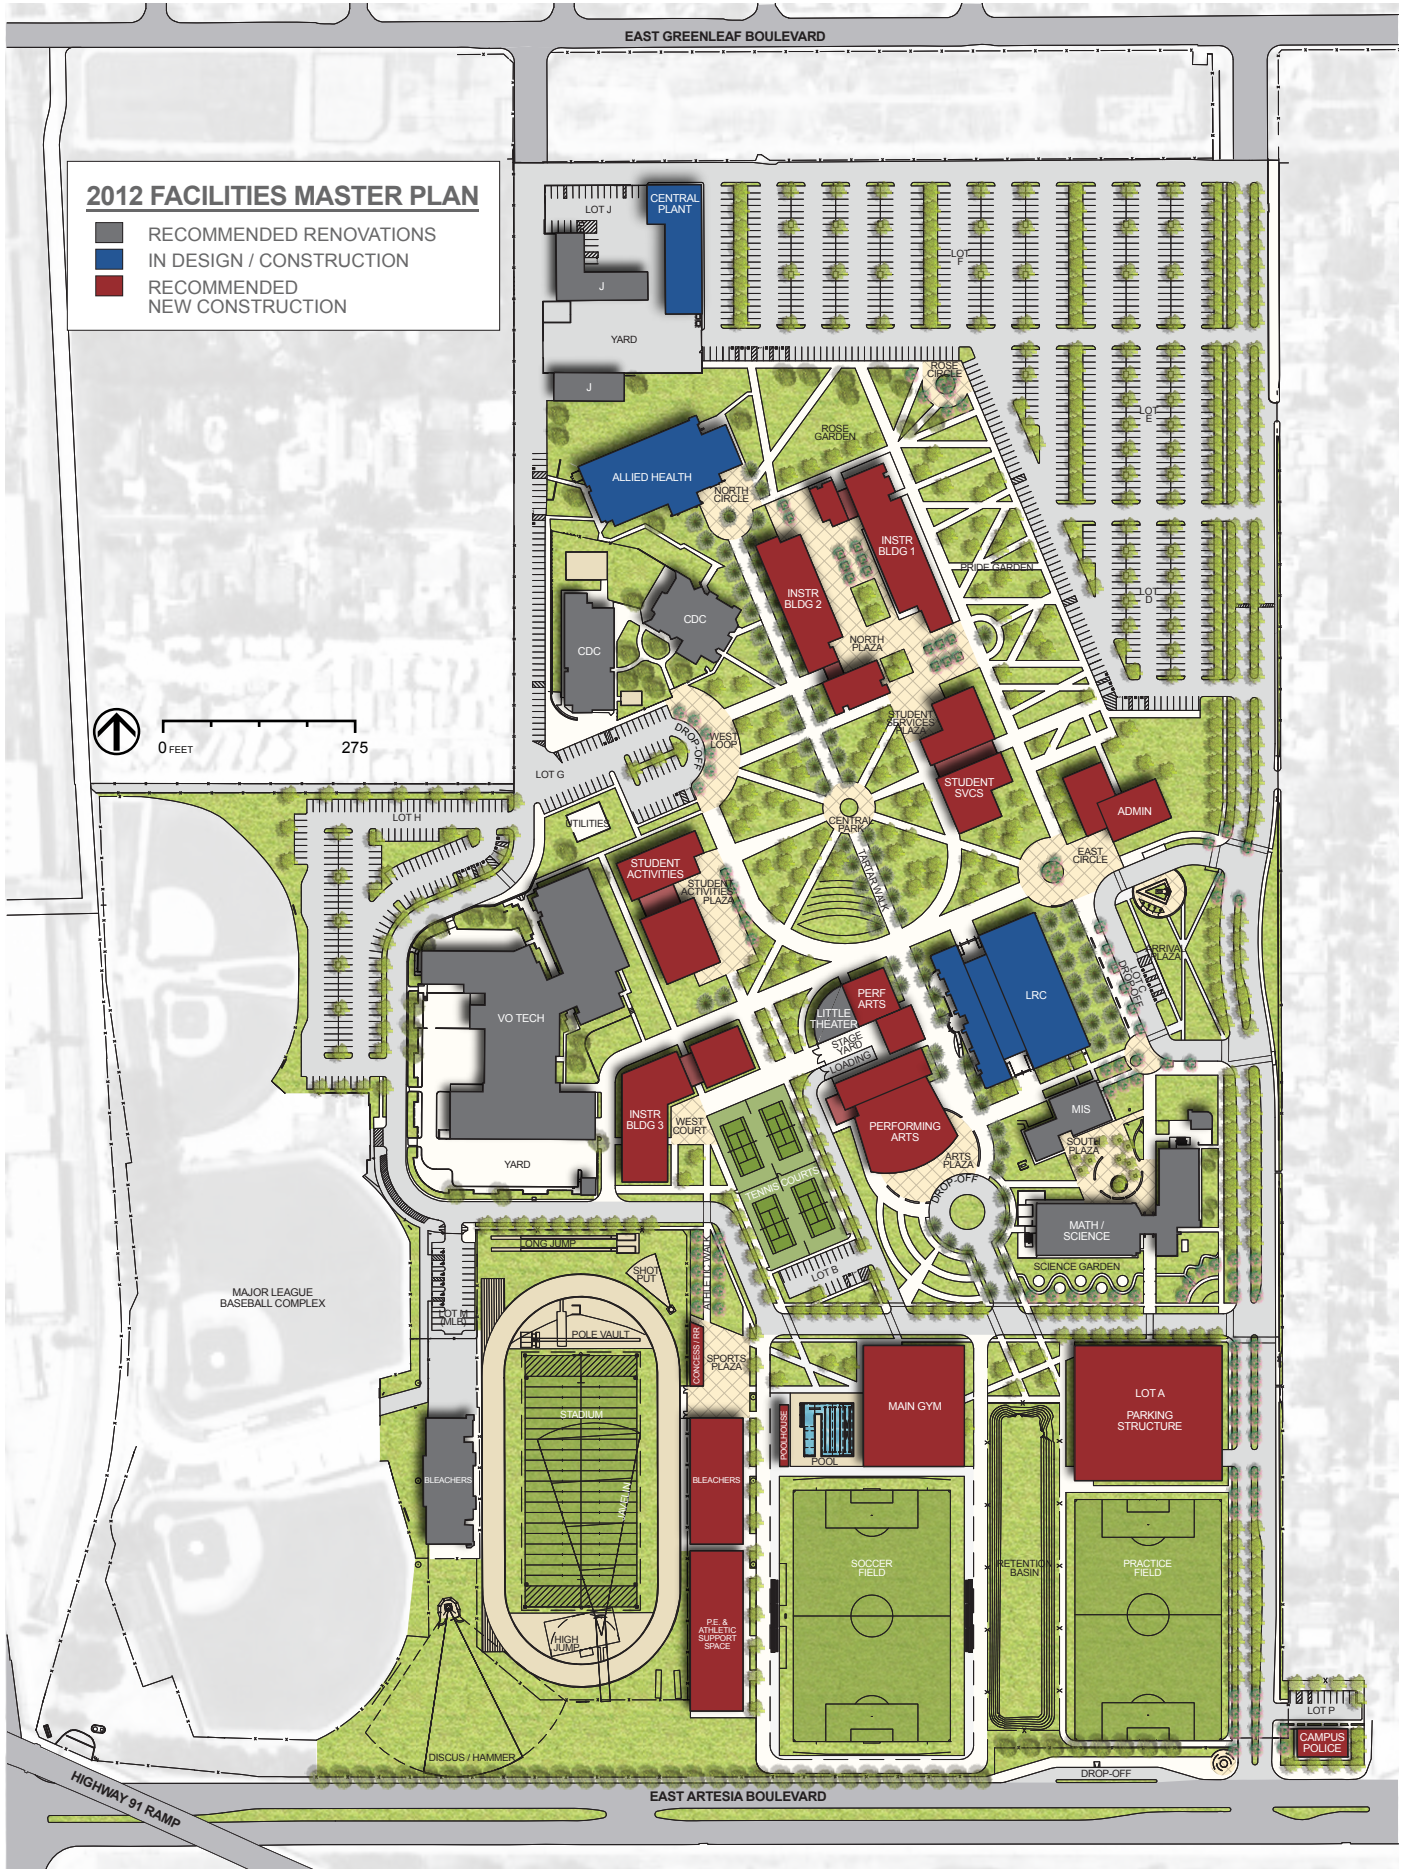 EAST GREENLEAF BOULEVARD
2012 FACILITIES MASTER PLAN
RECOMMENDED RENOVATIONS
IN DESIGN / CONSTRUCTION
RECOMMENDED
NEW CONSTRUCTION
LOT J
CENTRAL
PLANT
J
YARD
J
LOT
F
ROSE
CIRCLE
LOT
E
ROSE
GARDEN
ALLIED HEALTH
NORTH
CIRCLE
INSTR
BLDG 1
PRIDE GARDEN
INSTR
BLDG 2
LOT
D
CDC
CDC
NORTH
PLAZA
STUDENT
SERVICES
PLAZA
0 FEET
275
DROP-OFF
WEST
LOOP
LOT G
STUDENT
SVCS
ADMIN
LOT H
UTILITIES
CENTRAL
PARK
EAST
CIRCLE
STUDENT
ACTIVITIES
STUDENT
ACTIVITIES
PLAZA
TARTAR WALK
ARRIVAL
PLAZA
LOT C
DROP-OFF
LRC
PERF
ARTS
LITTLE
THEATER
STAGE
YARD
LOADING
VO TECH
INSTR
BLDG 3
WEST
COURT
PERFORMING
ARTS
MIS
SOUTH
PLAZA
ARTS
PLAZA
YARD
TENNIS COURTS
DROP-OFF
MATH /
SCIENCE
LONG JUMP
ATHLETIC WALK
SHOT
PUT
LOT B
SCIENCE GARDEN
MAJOR LEAGUE
BASEBALL COMPLEX
LOT M
(MLB)
POLE VAULT
CONCESS / RR
SPORTS
PLAZA
STADIUM
POOLHOUSE
POOL
MAIN GYM
LOT A
PARKING
STRUCTURE
BLEACHERS
JAVELIN
BLEACHERS
SOCCER
FIELD
RETENTION
BASIN
PRACTICE
FIELD
HIGH
JUMP
P.E. &
ATHLETIC
SUPPORT
SPACE
LOT P
CAMPUS
POLICE
DISCUS / HAMMER
DROP-OFF
HIGHWAY 91 RAMP
EAST ARTESIA BOULEVARD